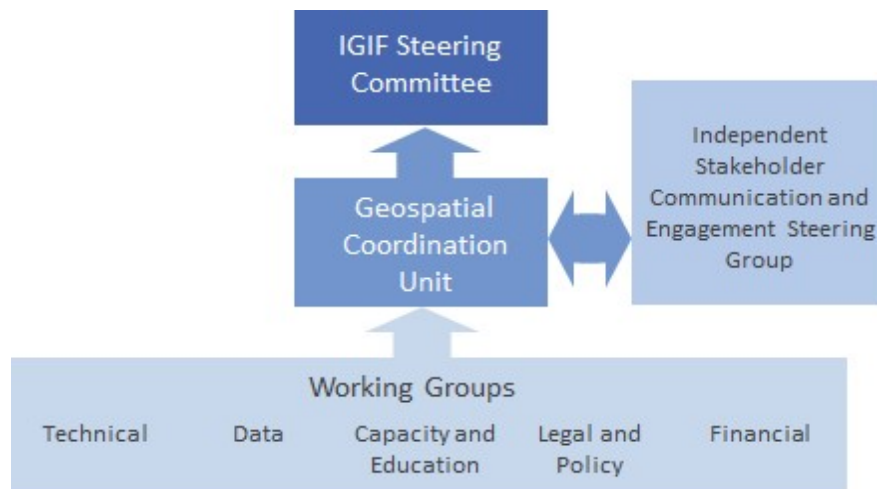 IGIF Steering
Committee
Independent
Stakeholder
Communication and
Engagement Steering
Group
Geospatial
Coordination
Unit
Working Groups
Technical
Data
Capacity and
Education
Legal and
Policy
Financial